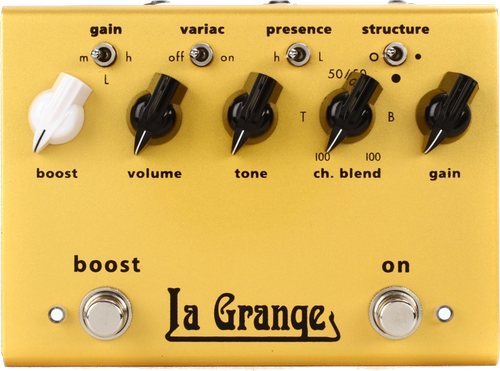 gain variac presence structure
m h off on h L
L 50/50
T B
100 100
boost volume tone ch. blend gain
boost on
La Grange